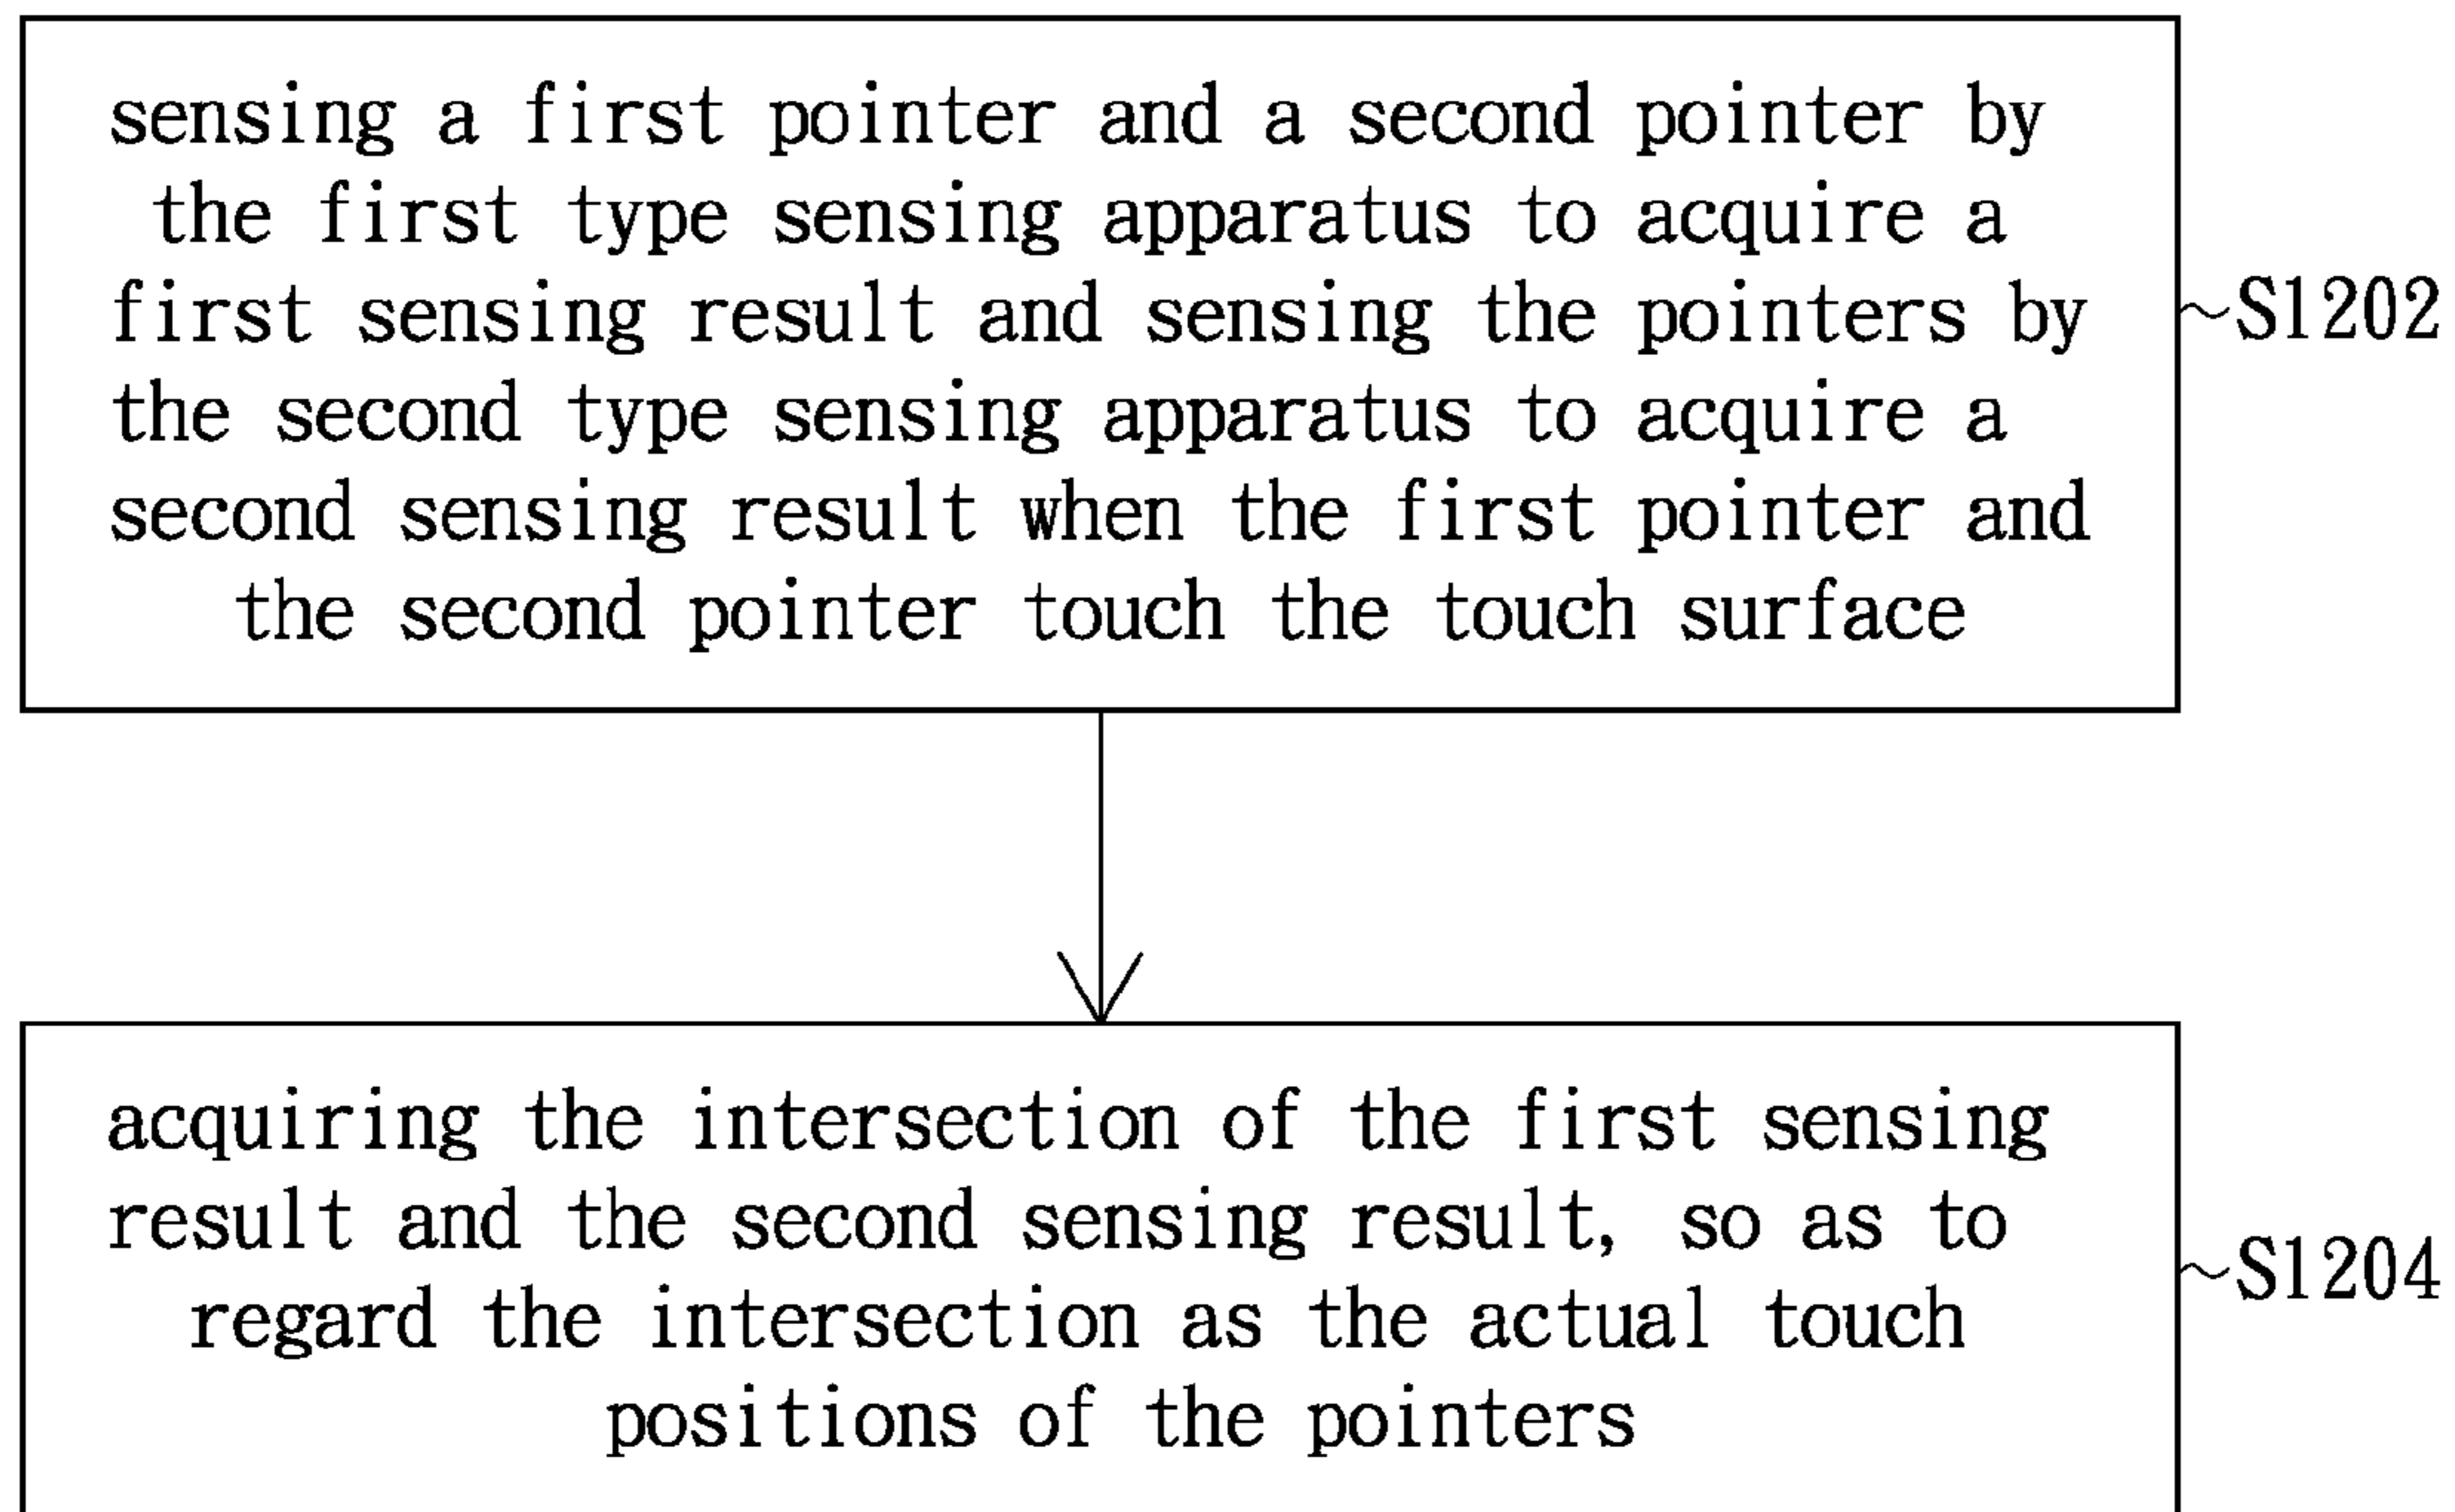 sensing a first pointer and a second pointer by
the first type sensing apparatus to acquire a
first sensing result and sensing the pointers by
the second type sensing apparatus to acquire a
second sensing result when the first pointer and
the second pointer touch the touch surface
~S1202
acquiring the intersection of the first sensing
result and the second sensing result, so as to
regard the intersection as the actual touch
positions of the pointers
~S1204